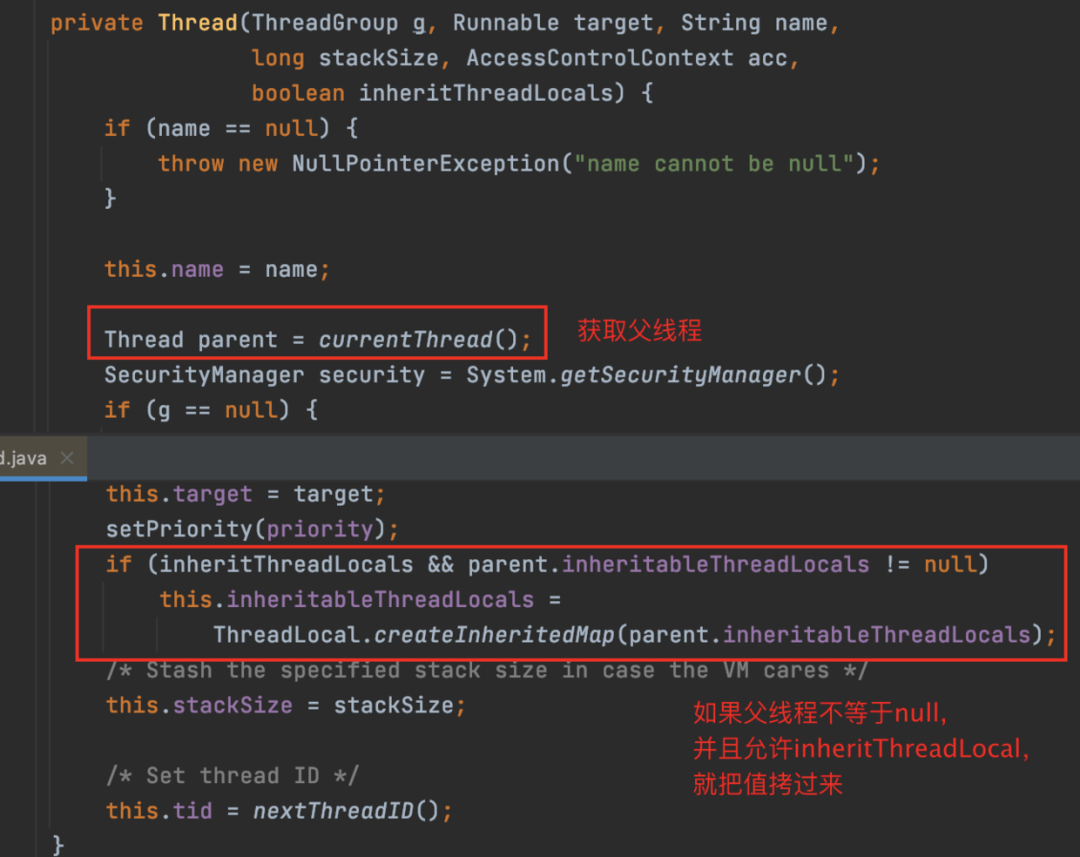 private Thread(ThreadGroup g, Runnable target, String name,
long stackSize, AccessControlContext acc,
boolean inheritThreadLocals) {
if (name == null) {
throw new NullPointerException("name cannot be null");
}
this.name = name;
Thread parent = currentThread();
获取父线程
SecurityManager security = System.getSecurityManager();
if (g == null) {
d.java
this.target = target;
setPriority(priority);
if (inheritThreadLocals && parent.inheritableThreadLocals != null)
this.inheritableThreadLocals =
ThreadLocal.createInheritedMap(parent.inheritableThreadLocals);
/* Stash the specified stack size in case the VM cares */
this.stackSize = stackSize;
如果父线程不等于null,
并且允许inheritThreadLocal,
就把值拷过来
/* Set thread ID */
this.tid = nextThreadID();
}